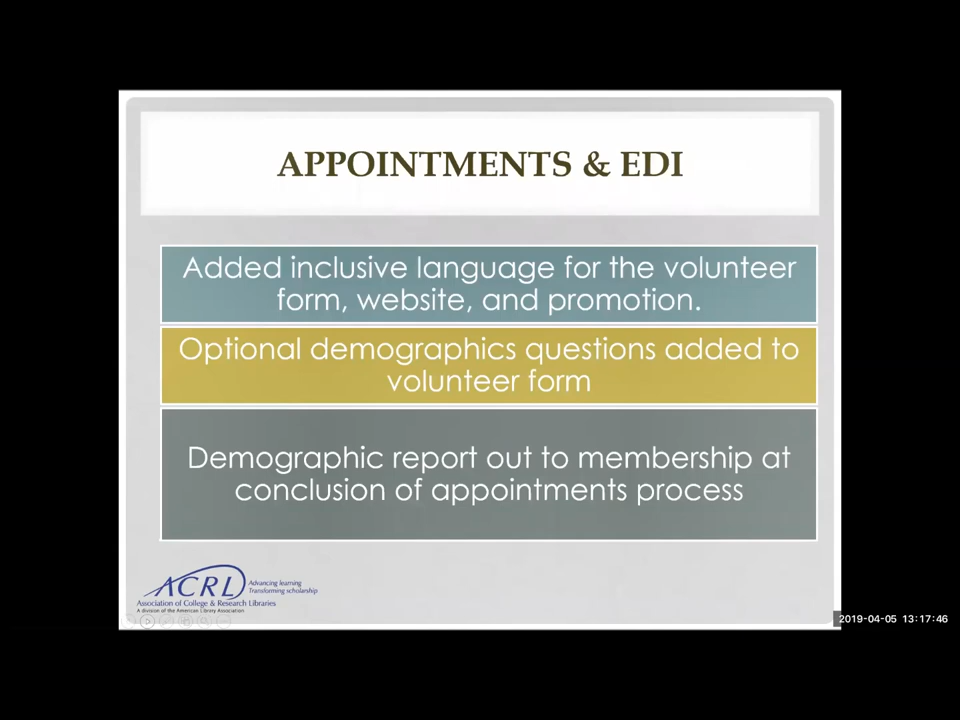 APPOINTMENTS & EDI
Added inclusive language for the volunteer
form, website, and promotion.
Optional demographics questions added to
volunteer form
Demographic report out to membership at
conclusion of appointments process
ACRL
Advancing learning
Transforming scholarship
Association of College & Research Libraries
A division of the American Library Association
2019-04-05 13:17:46